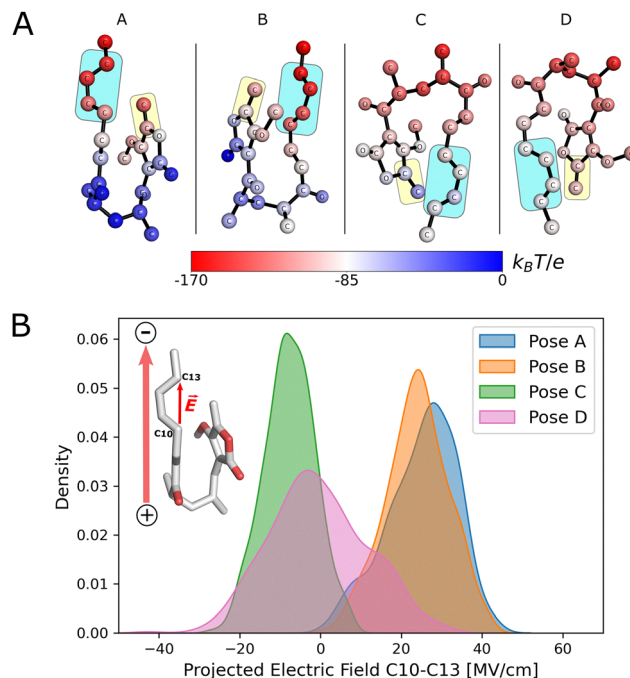 A
A B C D
-170 -85 0 k_BT/e
B
0.06
0.05
0.04
0.03
0.02
0.01
0.00
Density
−40 −20 0 20 40 60
Projected Electric Field C10-C13 [MV/cm]
Pose A
Pose B
Pose C
Pose D
−
C13
E
C10
+